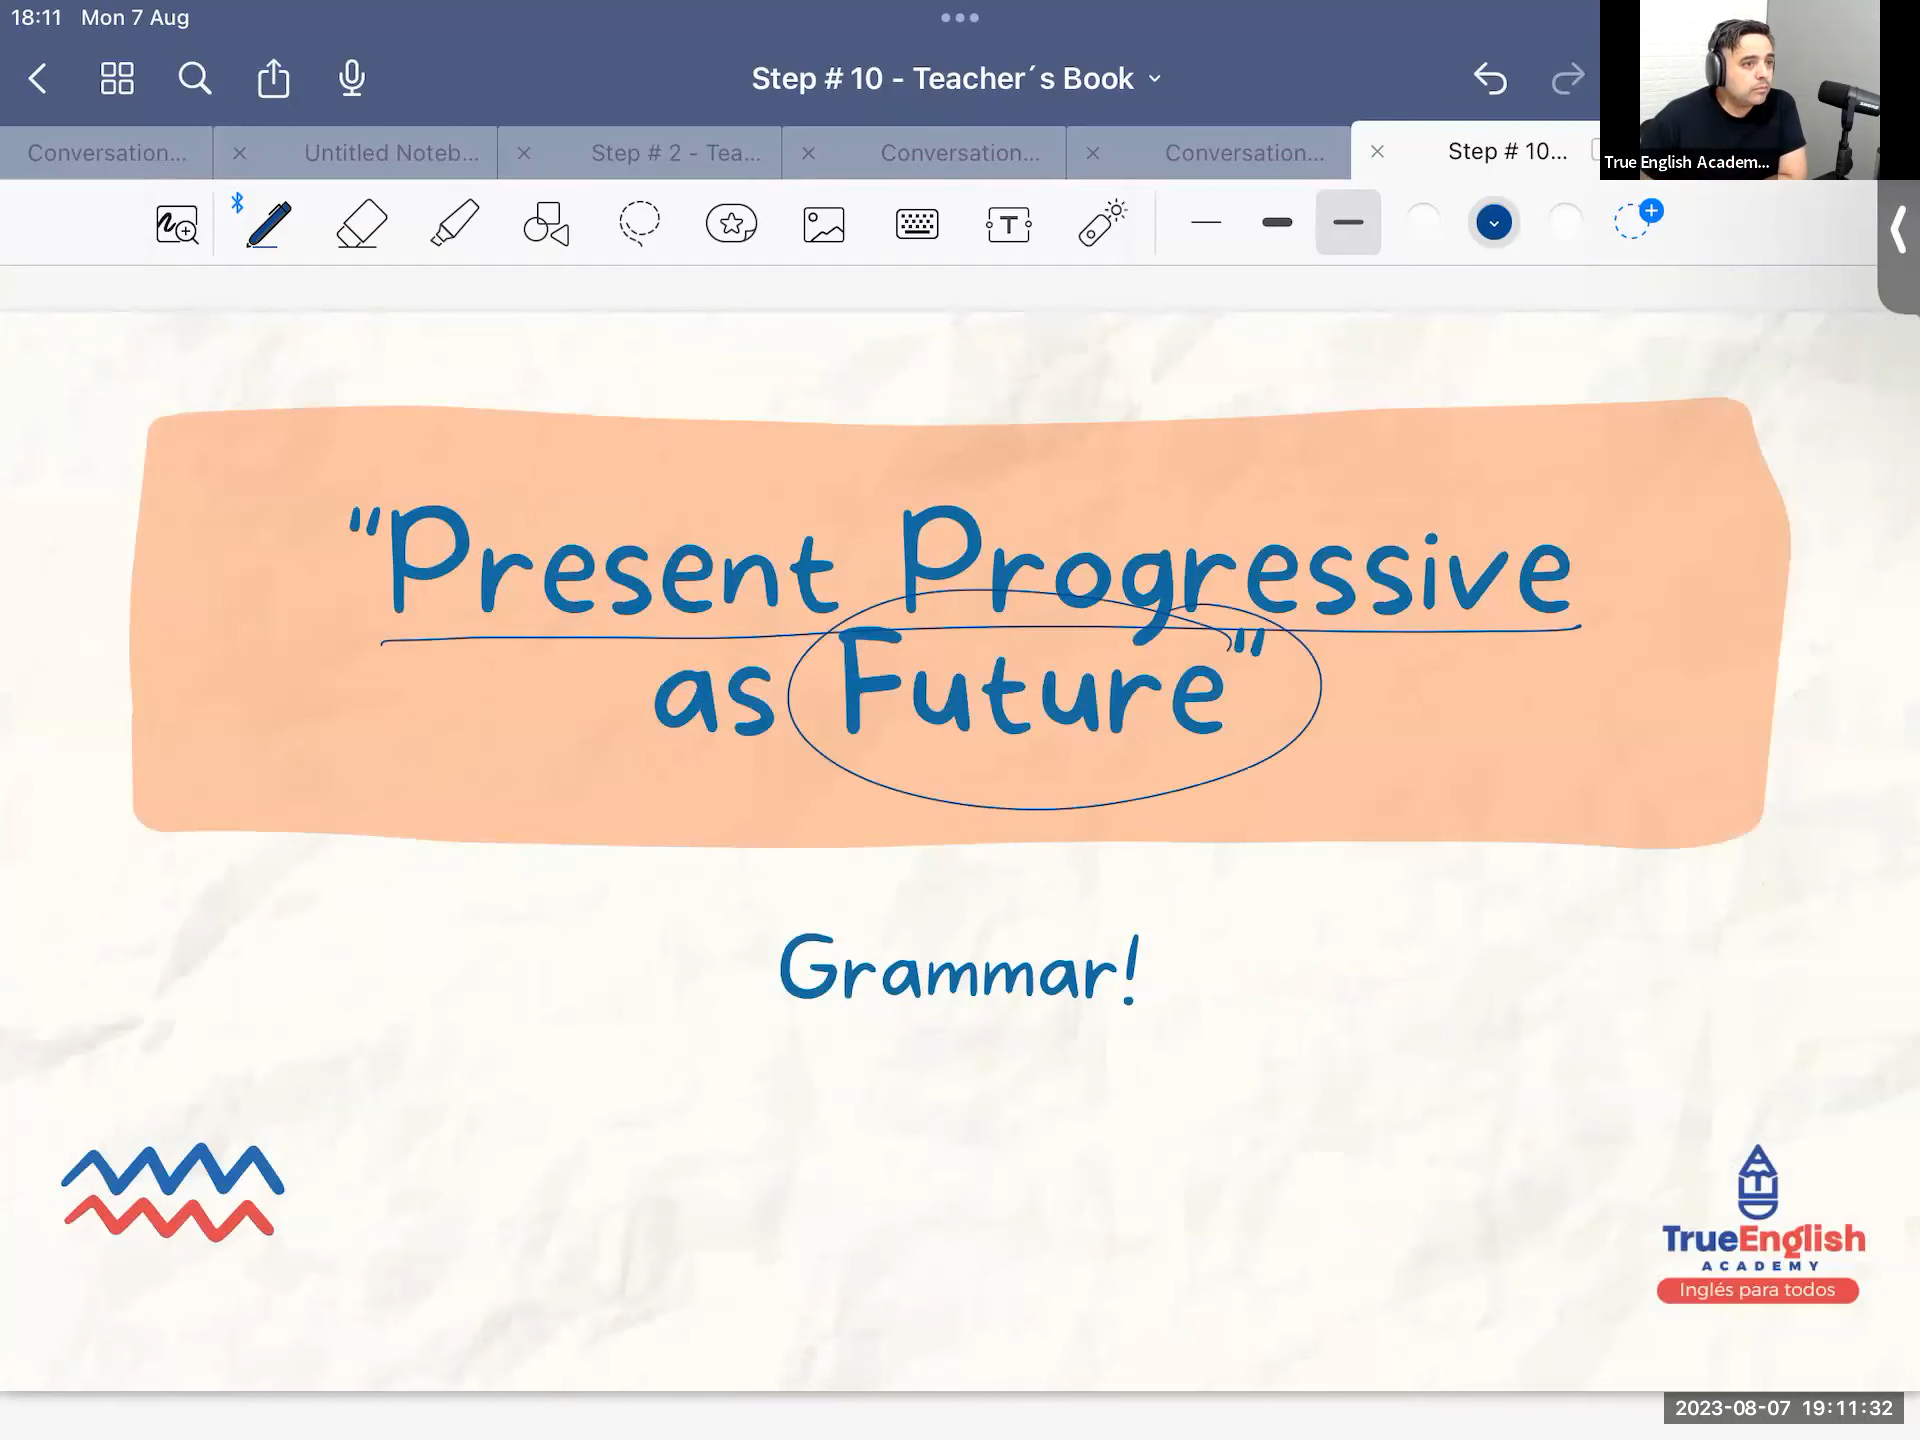 18:11 Mon 7 Aug
Step # 10 - Teacher´s Book
Conversation...
Untitled Noteb...
Step # 2 - Tea...
Conversation...
Conversation...
Step # 10...
True English Academ...
T
"Present Progressive
as Future"
Grammar!
TrueEnglish
ACADEMY
Inglés para todos
2023-08-07 19:11:32